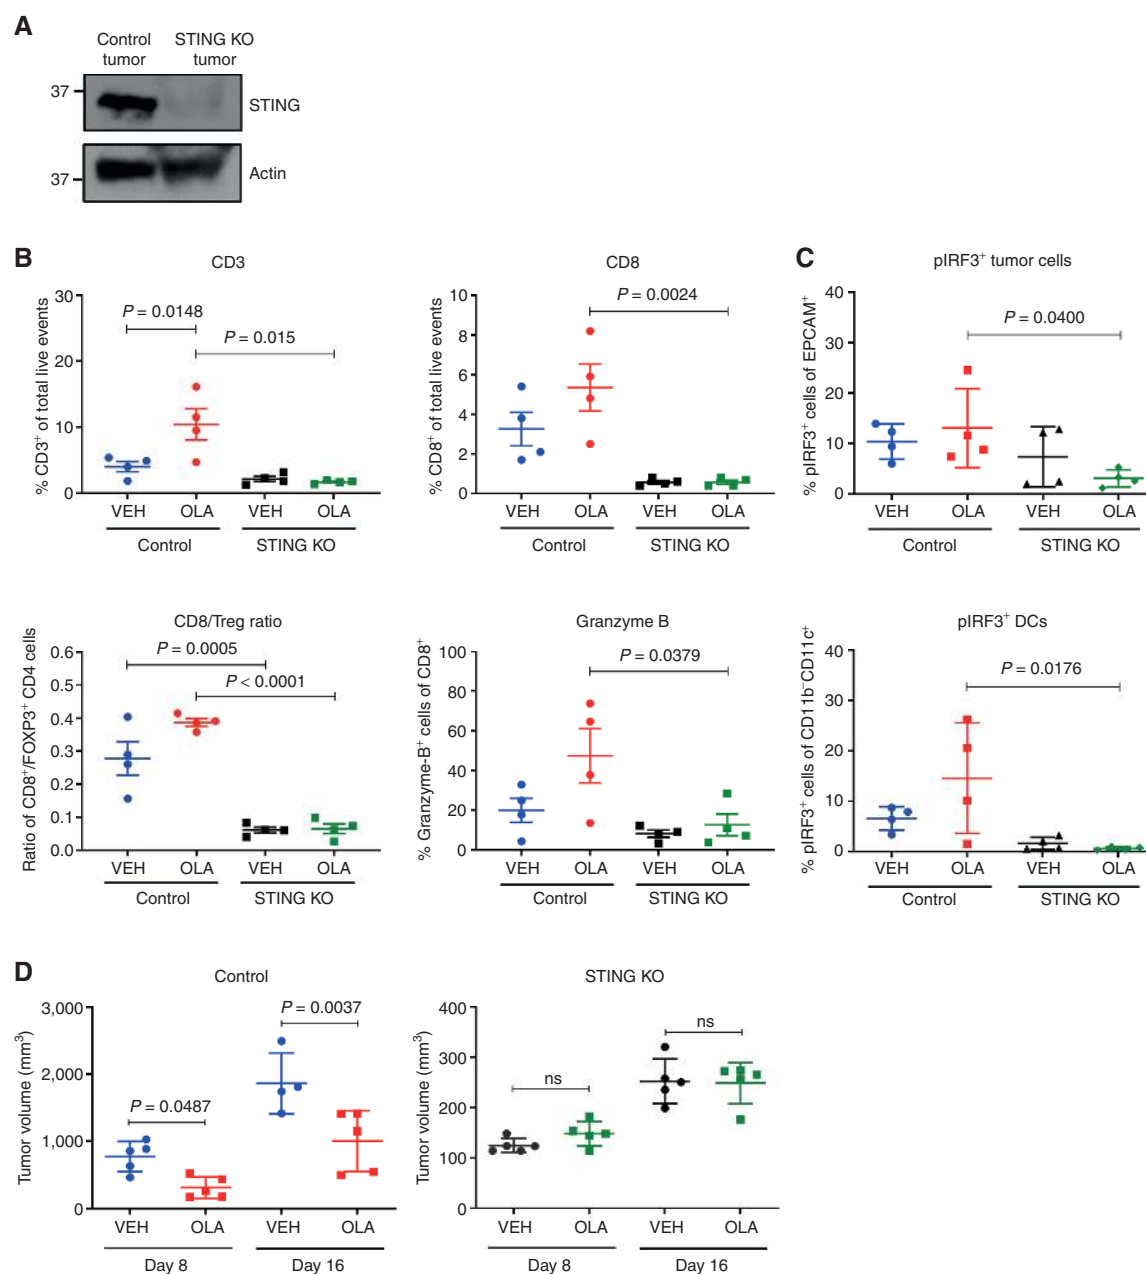 A
Control tumor
STING KO tumor
37
STING
37
Actin
B
CD3
% CD3⁺ of total live events
30
20
10
0
P = 0.0148
P = 0.015
VEH OLA VEH OLA
Control STING KO
CD8
% CD8⁺ of total live events
10
8
6
4
2
0
P = 0.0024
VEH OLA VEH OLA
Control STING KO
C
pIRF3⁺ tumor cells
% pIRF3⁺ cells of EPCAM⁺
40
30
20
10
0
P = 0.0400
VEH OLA VEH OLA
Control STING KO
CD8/Treg ratio
Ratio of CD8⁺/FOXP3⁺ CD4 cells
0.6
0.5
0.4
0.3
0.2
0.1
0.0
P = 0.0005
P < 0.0001
VEH OLA VEH OLA
Control STING KO
Granzyme B
% Granzyme-B⁺ cells of CD8⁺
100
80
60
40
20
0
P = 0.0379
VEH OLA VEH OLA
Control STING KO
pIRF3⁺ DCs
% pIRF3⁺ cells of CD11b⁻CD11c⁺
40
30
20
10
0
P = 0.0176
VEH OLA VEH OLA
Control STING KO
D
Control
Tumor volume (mm³)
3,000
2,000
1,000
0
P = 0.0487
P = 0.0037
VEH OLA VEH OLA
Day 8 Day 16
STING KO
Tumor volume (mm³)
400
300
200
100
0
ns
ns
VEH OLA VEH OLA
Day 8 Day 16